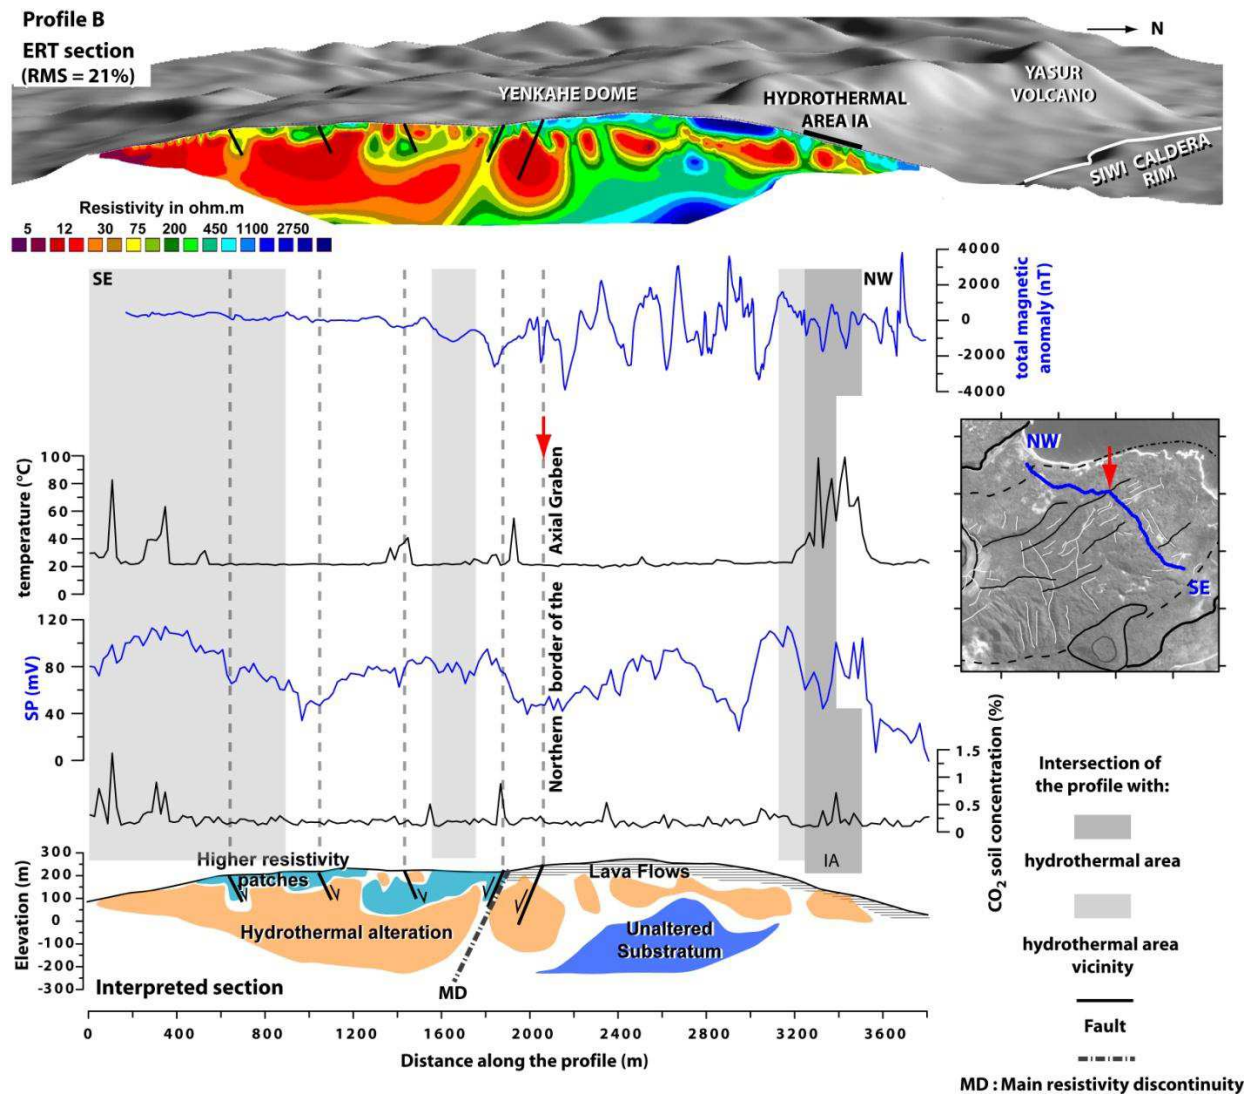 Profile B
ERT section
(RMS = 21%)
N
YENKAHE DOME
HYDROTHERMAL
AREA IA
YASUR
VOLCANO
SIWI CALDERA
RIM
Resistivity in ohm.m
5 12 30 75 200 450 1100 2750
SE
NW
4000
2000
0
-2000
-4000
total magnetic
anomaly (nT)
100
80
60
40
20
0
temperature (°C)
Northern border of the
Axial Graben
NW
SE
120
80
40
0
SP (mV)
1.5
1
0.5
0
CO2 soil concentration (%)
Intersection of
the profile with:
hydrothermal area
hydrothermal area
vicinity
Fault
MD : Main resistivity discontinuity
300
200
100
0
-100
-200
-300
Elevation (m)
Higher resistivity
patches
Lava Flows
IA
Hydrothermal alteration
Unaltered
Substratum
MD
Interpreted section
0 400 800 1200 1600 2000 2400 2800 3200 3600
Distance along the profile (m)